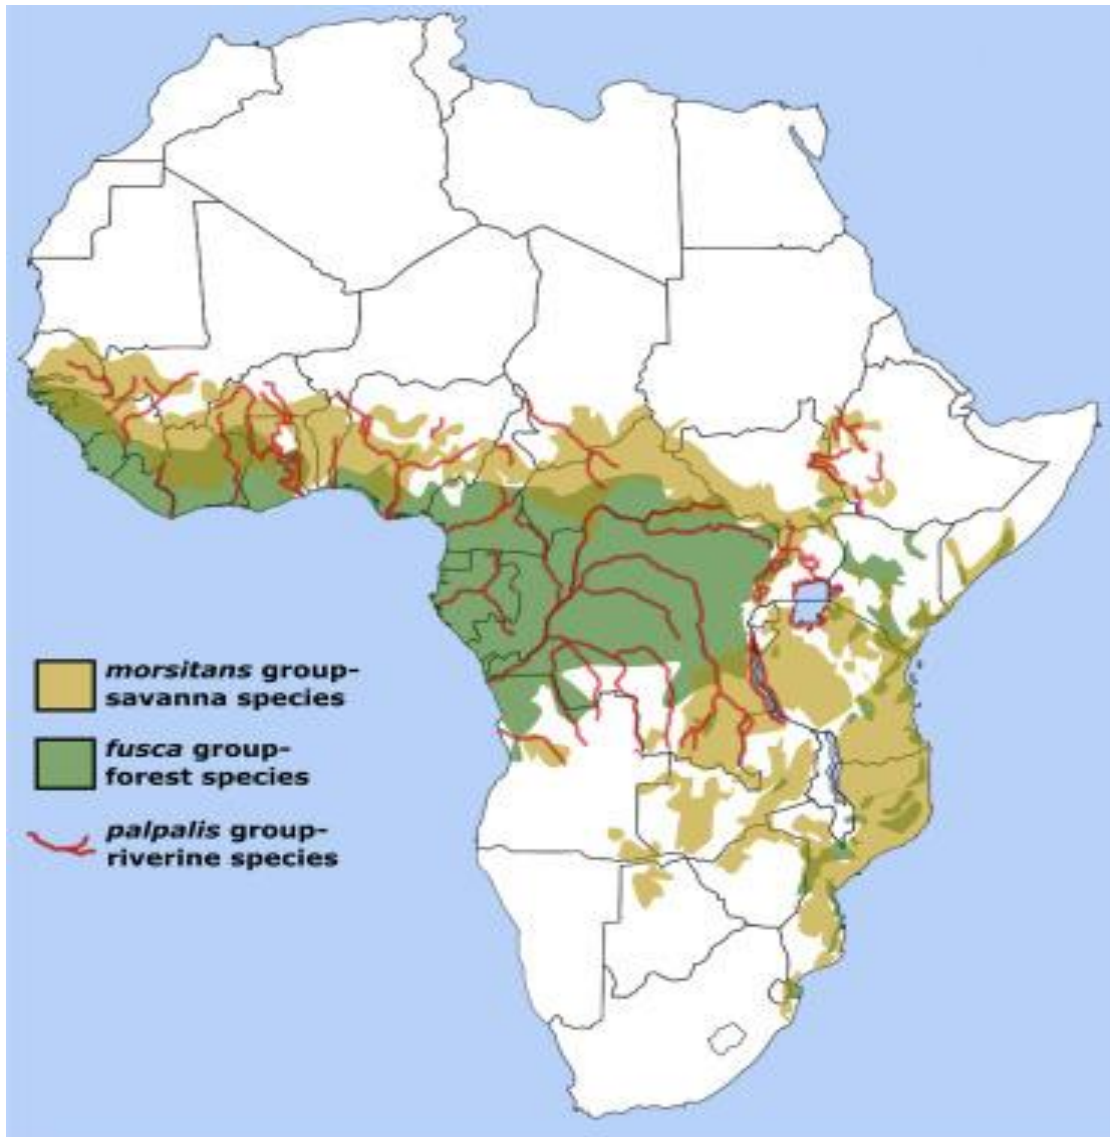 morsitans group-
savanna species
fusca group-
forest species
palpalis group-
riverine species